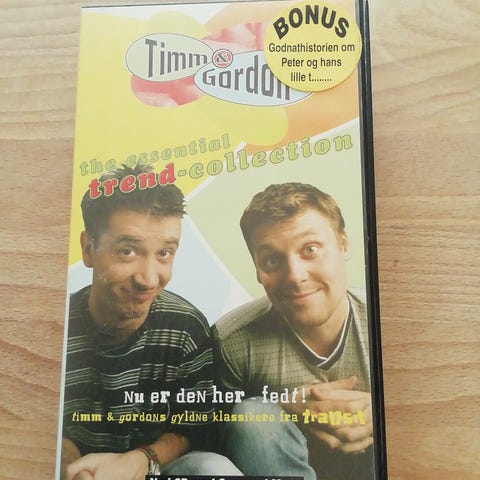 BONUS
Godnathistorien om
Peter og hans
lille t........
Timm &
Gordon
the essential
trend-collection
Nu er deN her - fedt!
timm & gordons gyldne klassikere fra transit